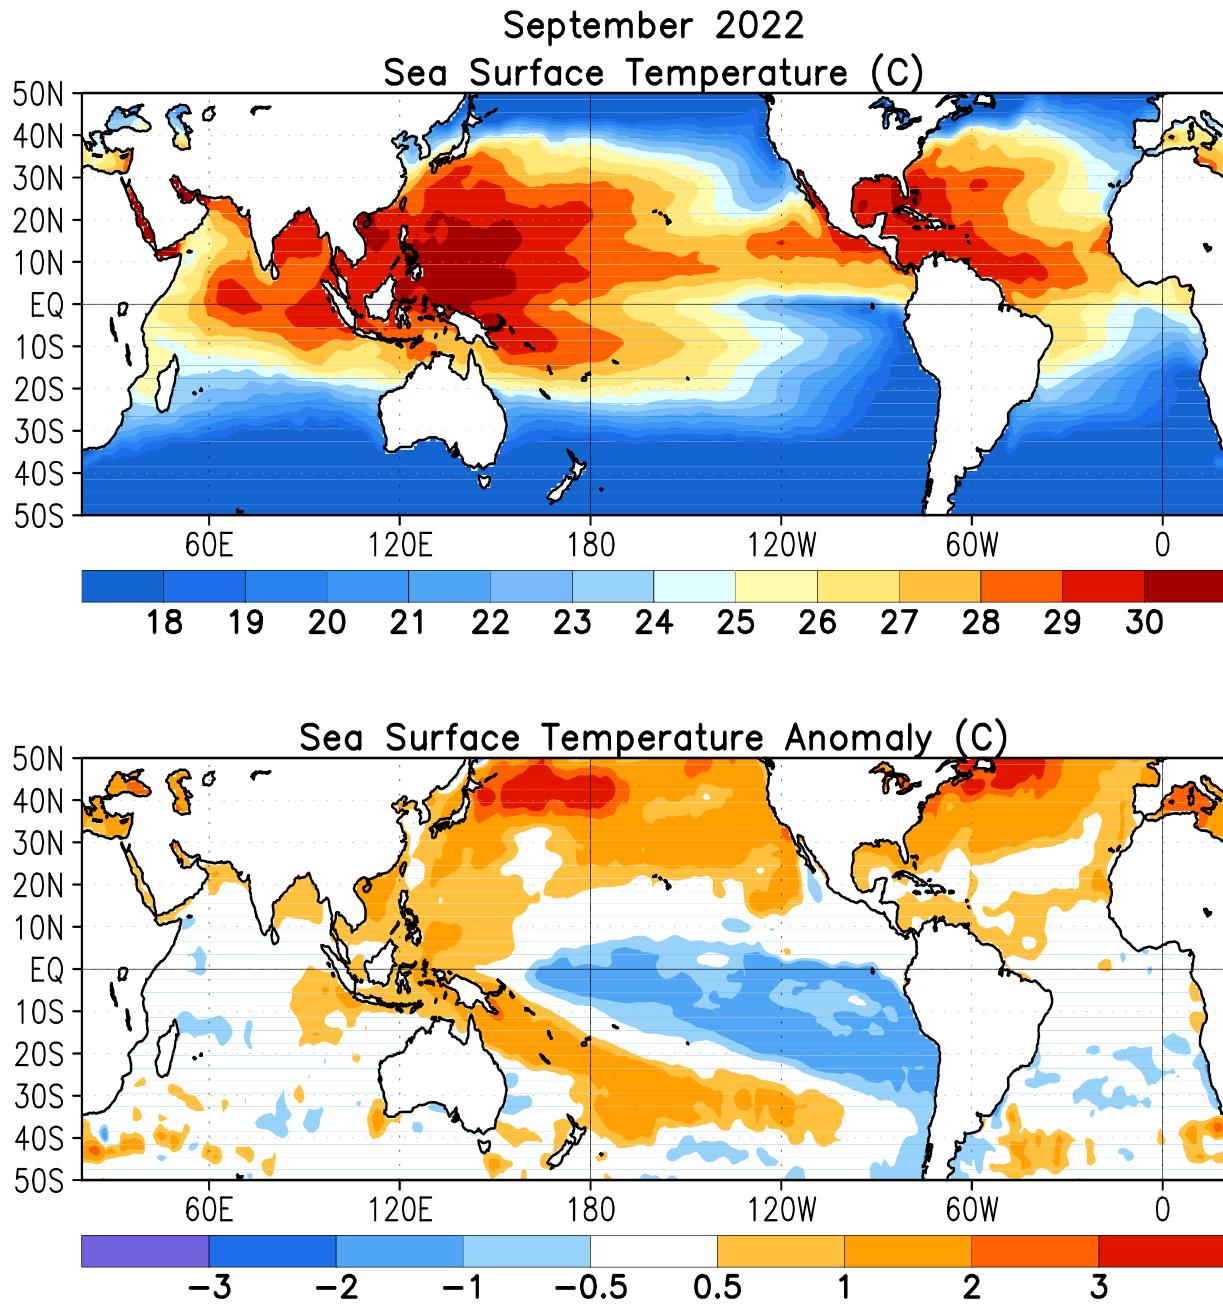 September 2022
Sea Surface Temperature (C)
50N
40N
30N
20N
10N
EQ
10S
20S
30S
40S
50S
60E 120E 180 120W 60W 0
18 19 20 21 22 23 24 25 26 27 28 29 30
Sea Surface Temperature Anomaly (C)
50N
40N
30N
20N
10N
EQ
10S
20S
30S
40S
50S
60E 120E 180 120W 60W 0
-3 -2 -1 -0.5 0.5 1 2 3